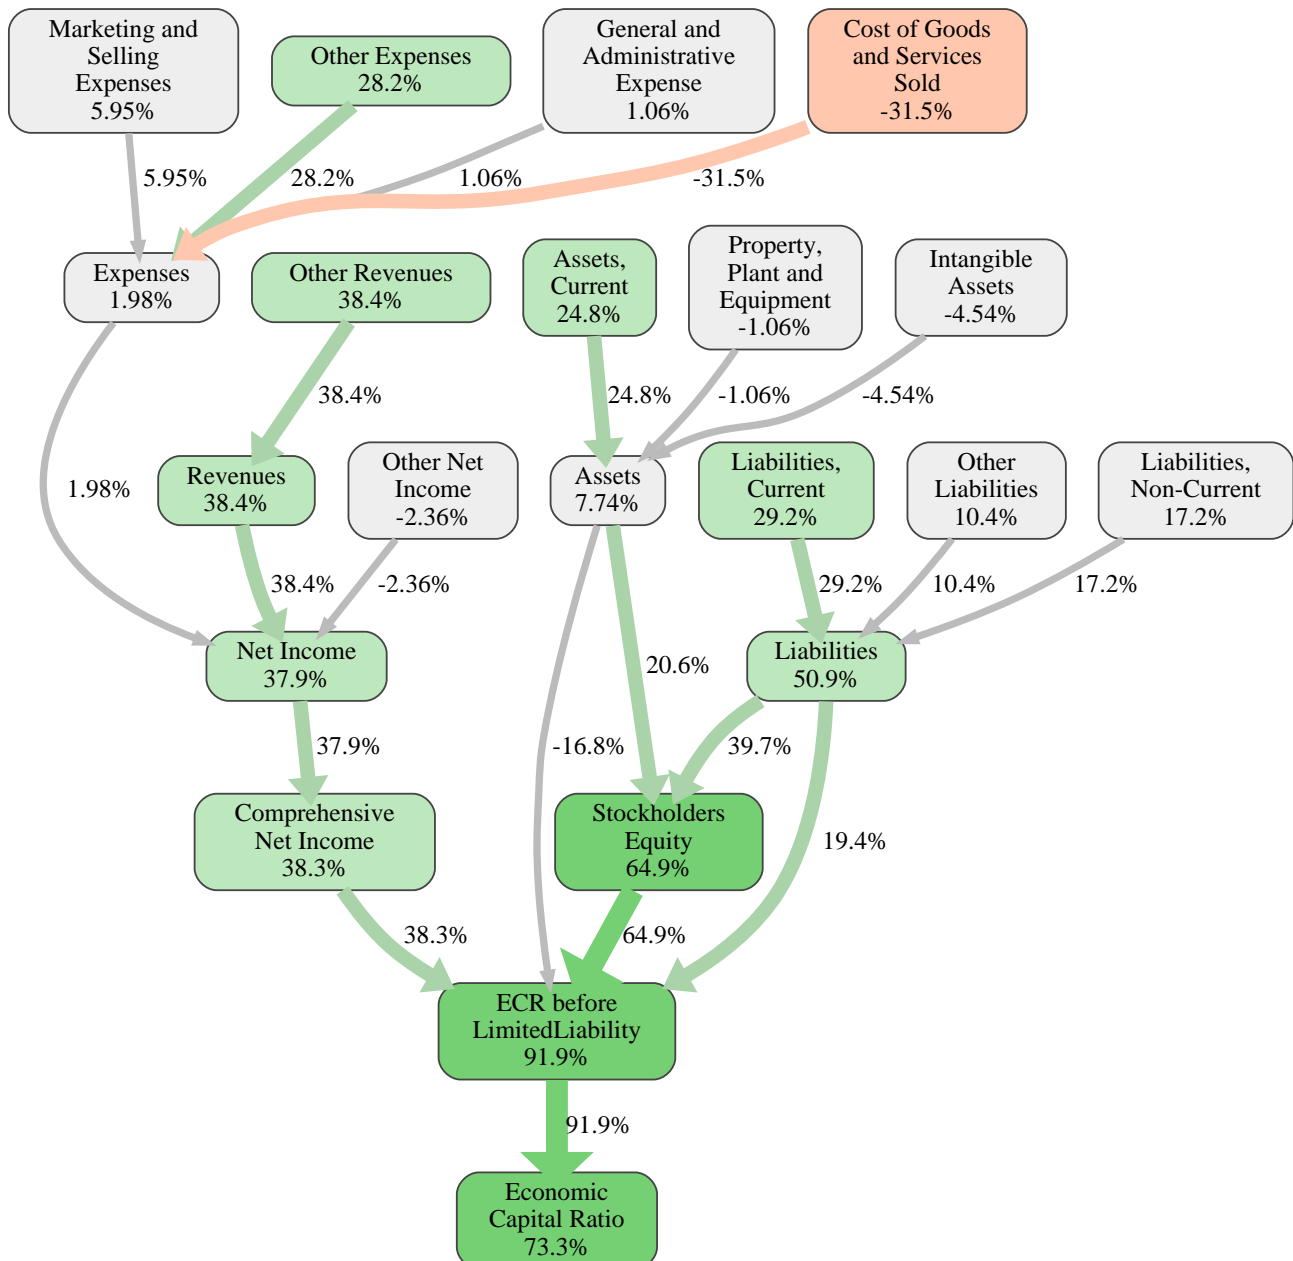 Marketing and
Selling
Expenses
5.95%
Other Expenses
28.2%
General and
Administrative
Expense
1.06%
Cost of Goods
and Services
Sold
-31.5%
5.95%
28.2%
1.06%
-31.5%
Expenses
1.98%
Other Revenues
38.4%
Assets,
Current
24.8%
Property,
Plant and
Equipment
-1.06%
Intangible
Assets
-4.54%
38.4%
24.8%
-1.06%
-4.54%
1.98%
Revenues
38.4%
Other Net
Income
-2.36%
Assets
7.74%
Liabilities,
Current
29.2%
Other
Liabilities
10.4%
Liabilities,
Non-Current
17.2%
38.4%
-2.36%
29.2%
10.4%
17.2%
Net Income
37.9%
20.6%
Liabilities
50.9%
37.9%
-16.8%
39.7%
Comprehensive
Net Income
38.3%
Stockholders
Equity
64.9%
19.4%
38.3%
64.9%
ECR before
LimitedLiability
91.9%
91.9%
Economic
Capital Ratio
73.3%